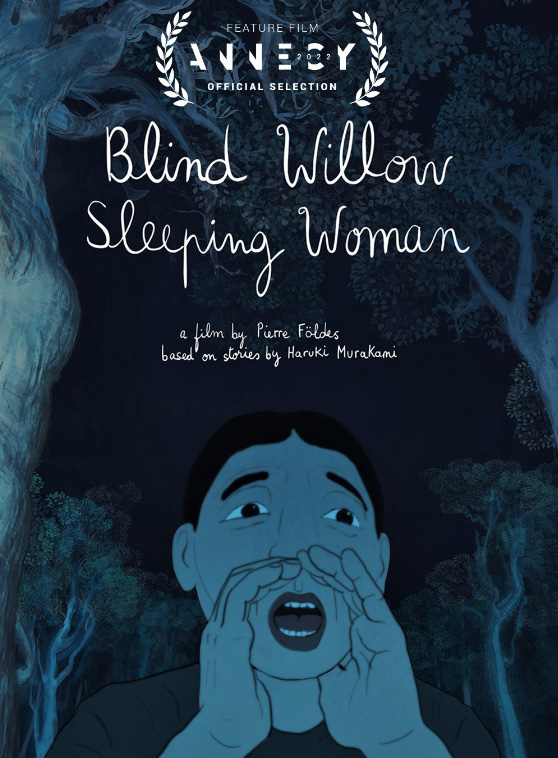 FEATURE FILM
ANNECY
2022
OFFICIAL SELECTION
Blind Willow
Sleeping Woman
a film by Pierre Földes
based on stories by Haruki Murakami